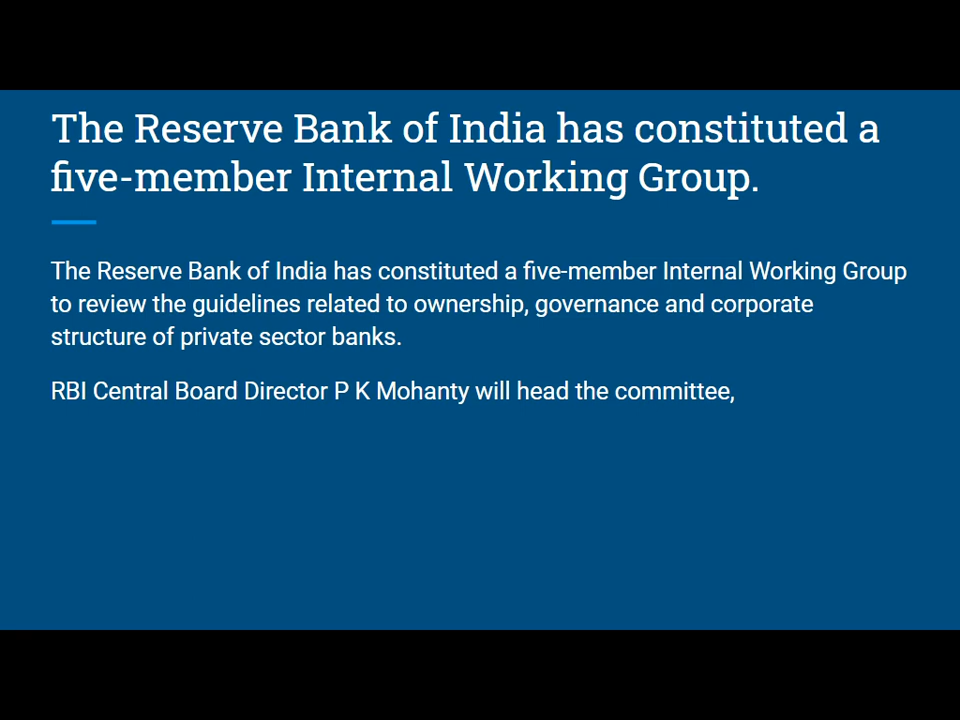 The Reserve Bank of India has constituted a
five-member Internal Working Group.
The Reserve Bank of India has constituted a five-member Internal Working Group
to review the guidelines related to ownership, governance and corporate
structure of private sector banks.
RBI Central Board Director P K Mohanty will head the committee,